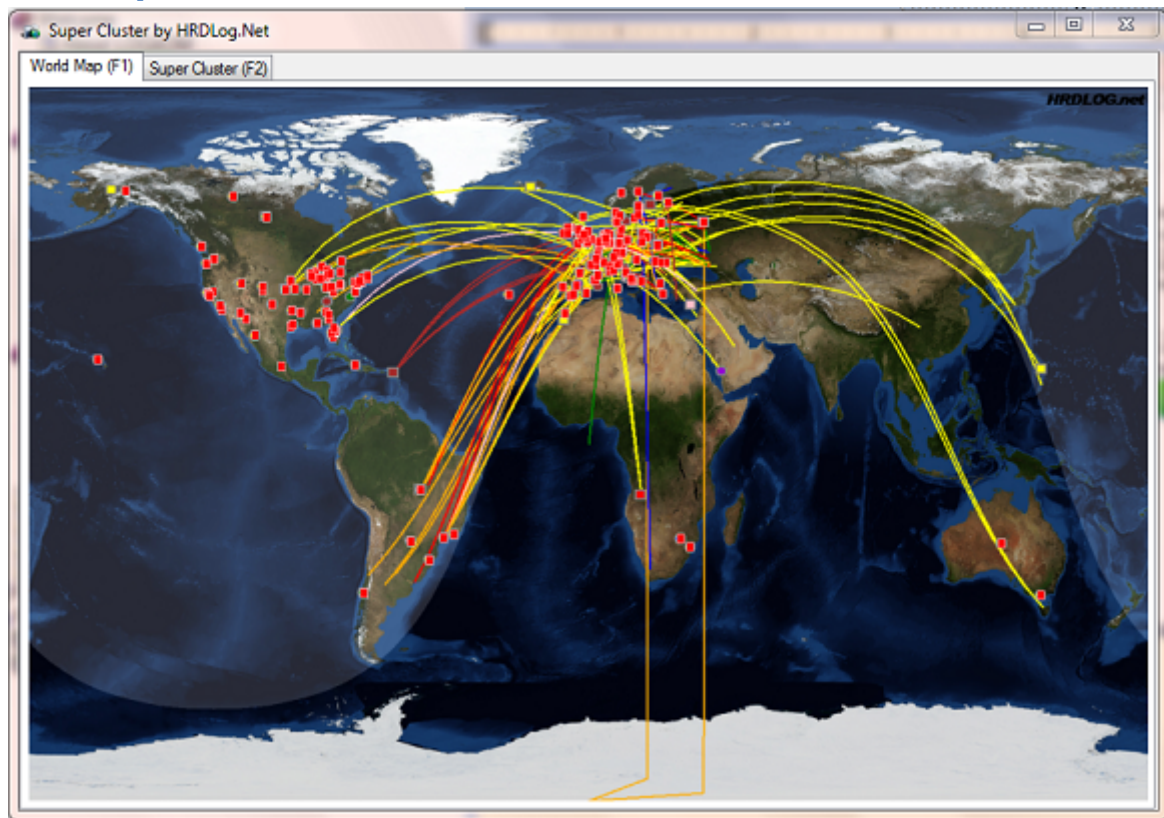 Super Cluster by HRDLog.Net
World Map (F1)
Super Cluster (F2)
HRDLOG.net